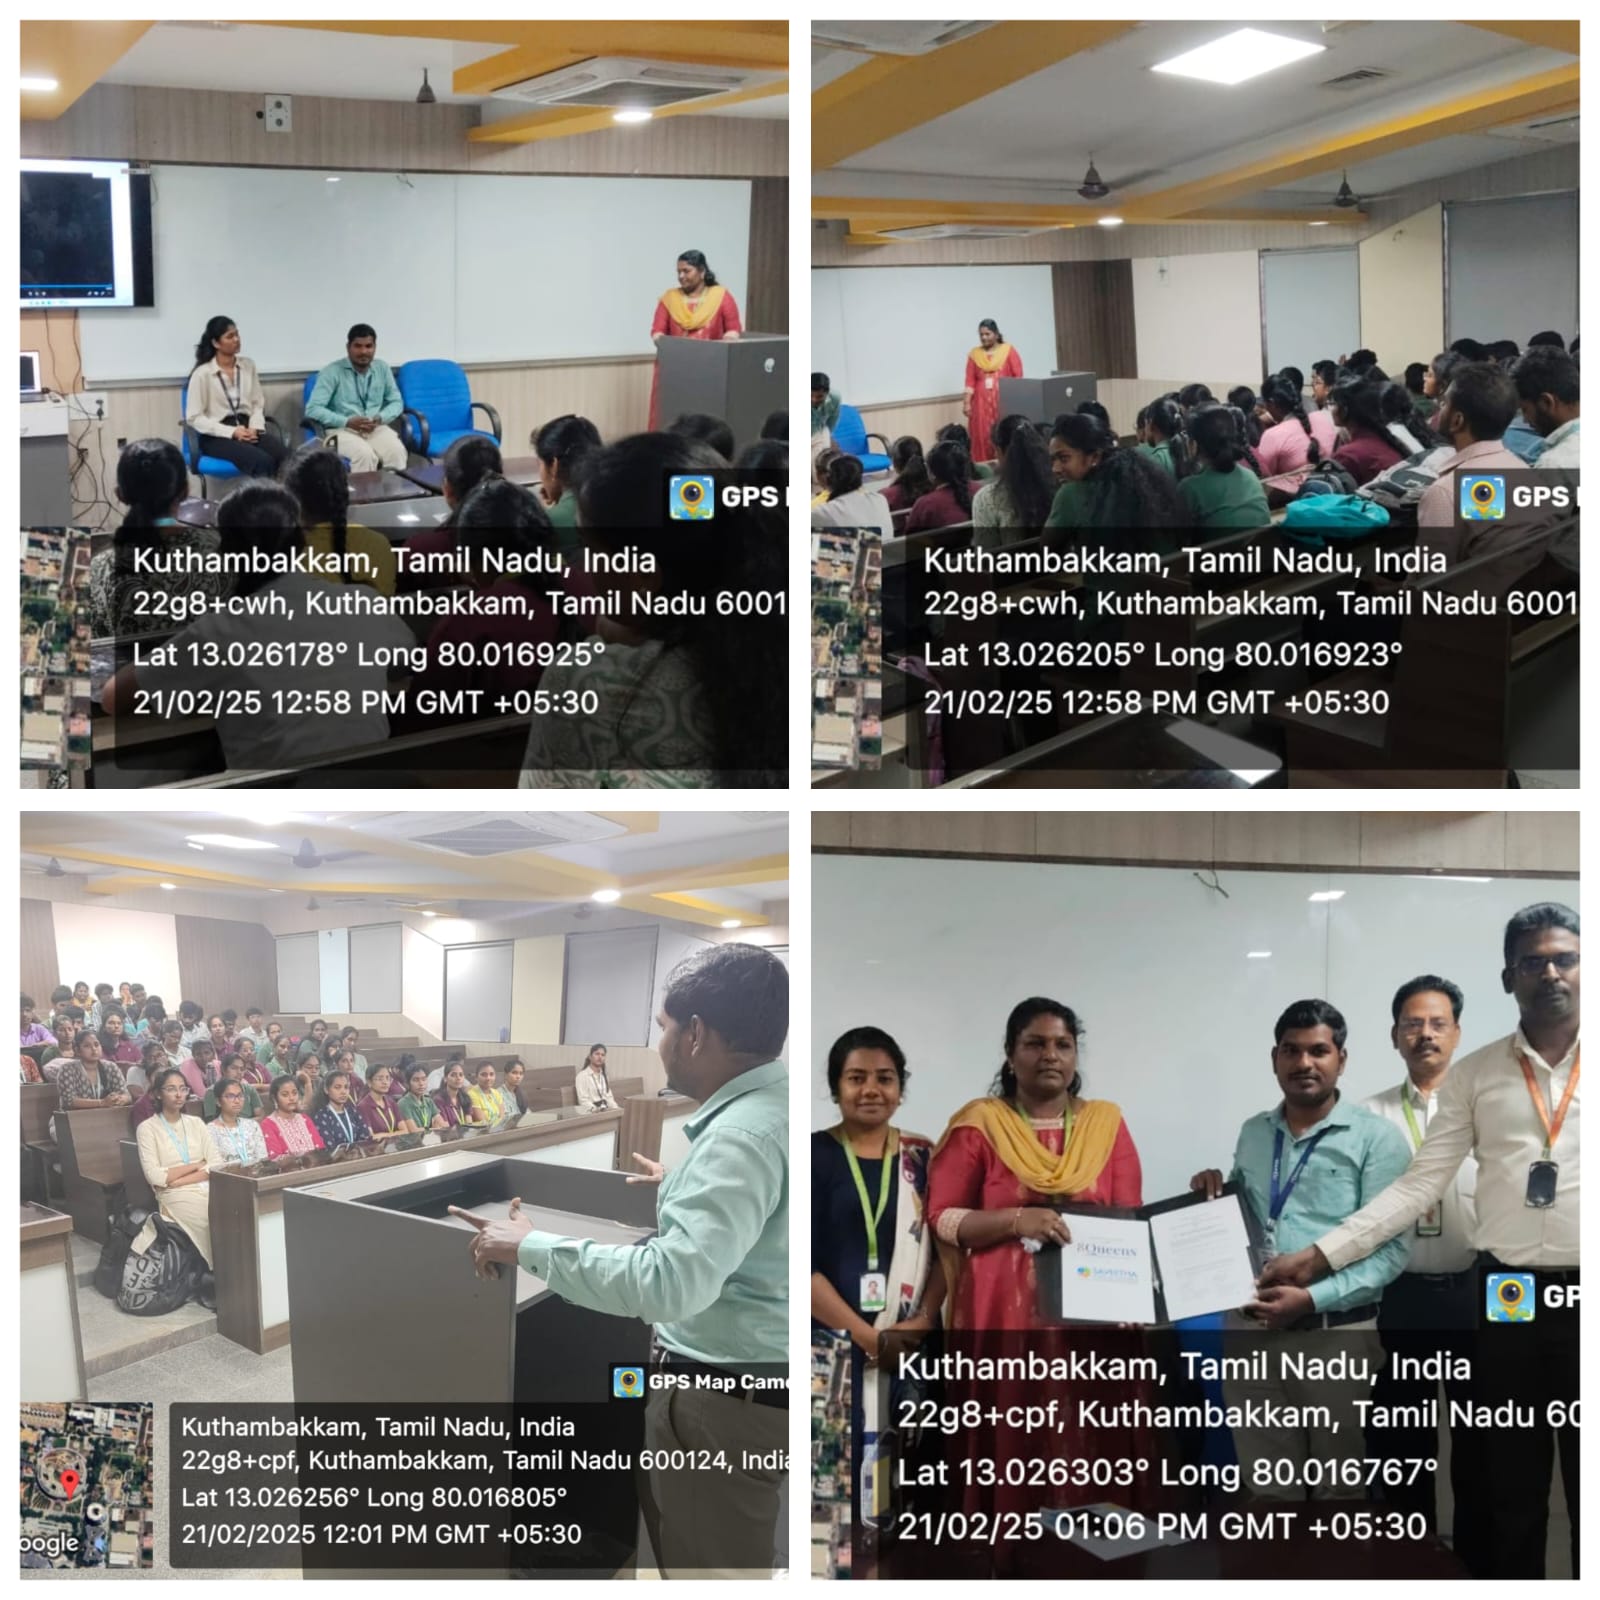 GPS
Kuthambakkam, Tamil Nadu, India
22g8+cwh, Kuthambakkam, Tamil Nadu 6001
Lat 13.026178° Long 80.016925°
21/02/25 12:58 PM GMT +05:30
GPS
Kuthambakkam, Tamil Nadu, India
22g8+cwh, Kuthambakkam, Tamil Nadu 6001
Lat 13.026205° Long 80.016923°
21/02/25 12:58 PM GMT +05:30
GPS Map Came
Kuthambakkam, Tamil Nadu, India
22g8+cpf, Kuthambakkam, Tamil Nadu 600124, India
Lat 13.026256° Long 80.016805°
21/02/2025 12:01 PM GMT +05:30
oogle
8Queens
SAVEETHA
GP
Kuthambakkam, Tamil Nadu, India
22g8+cpf, Kuthambakkam, Tamil Nadu 60
Lat 13.026303° Long 80.016767°
21/02/25 01:06 PM GMT +05:30